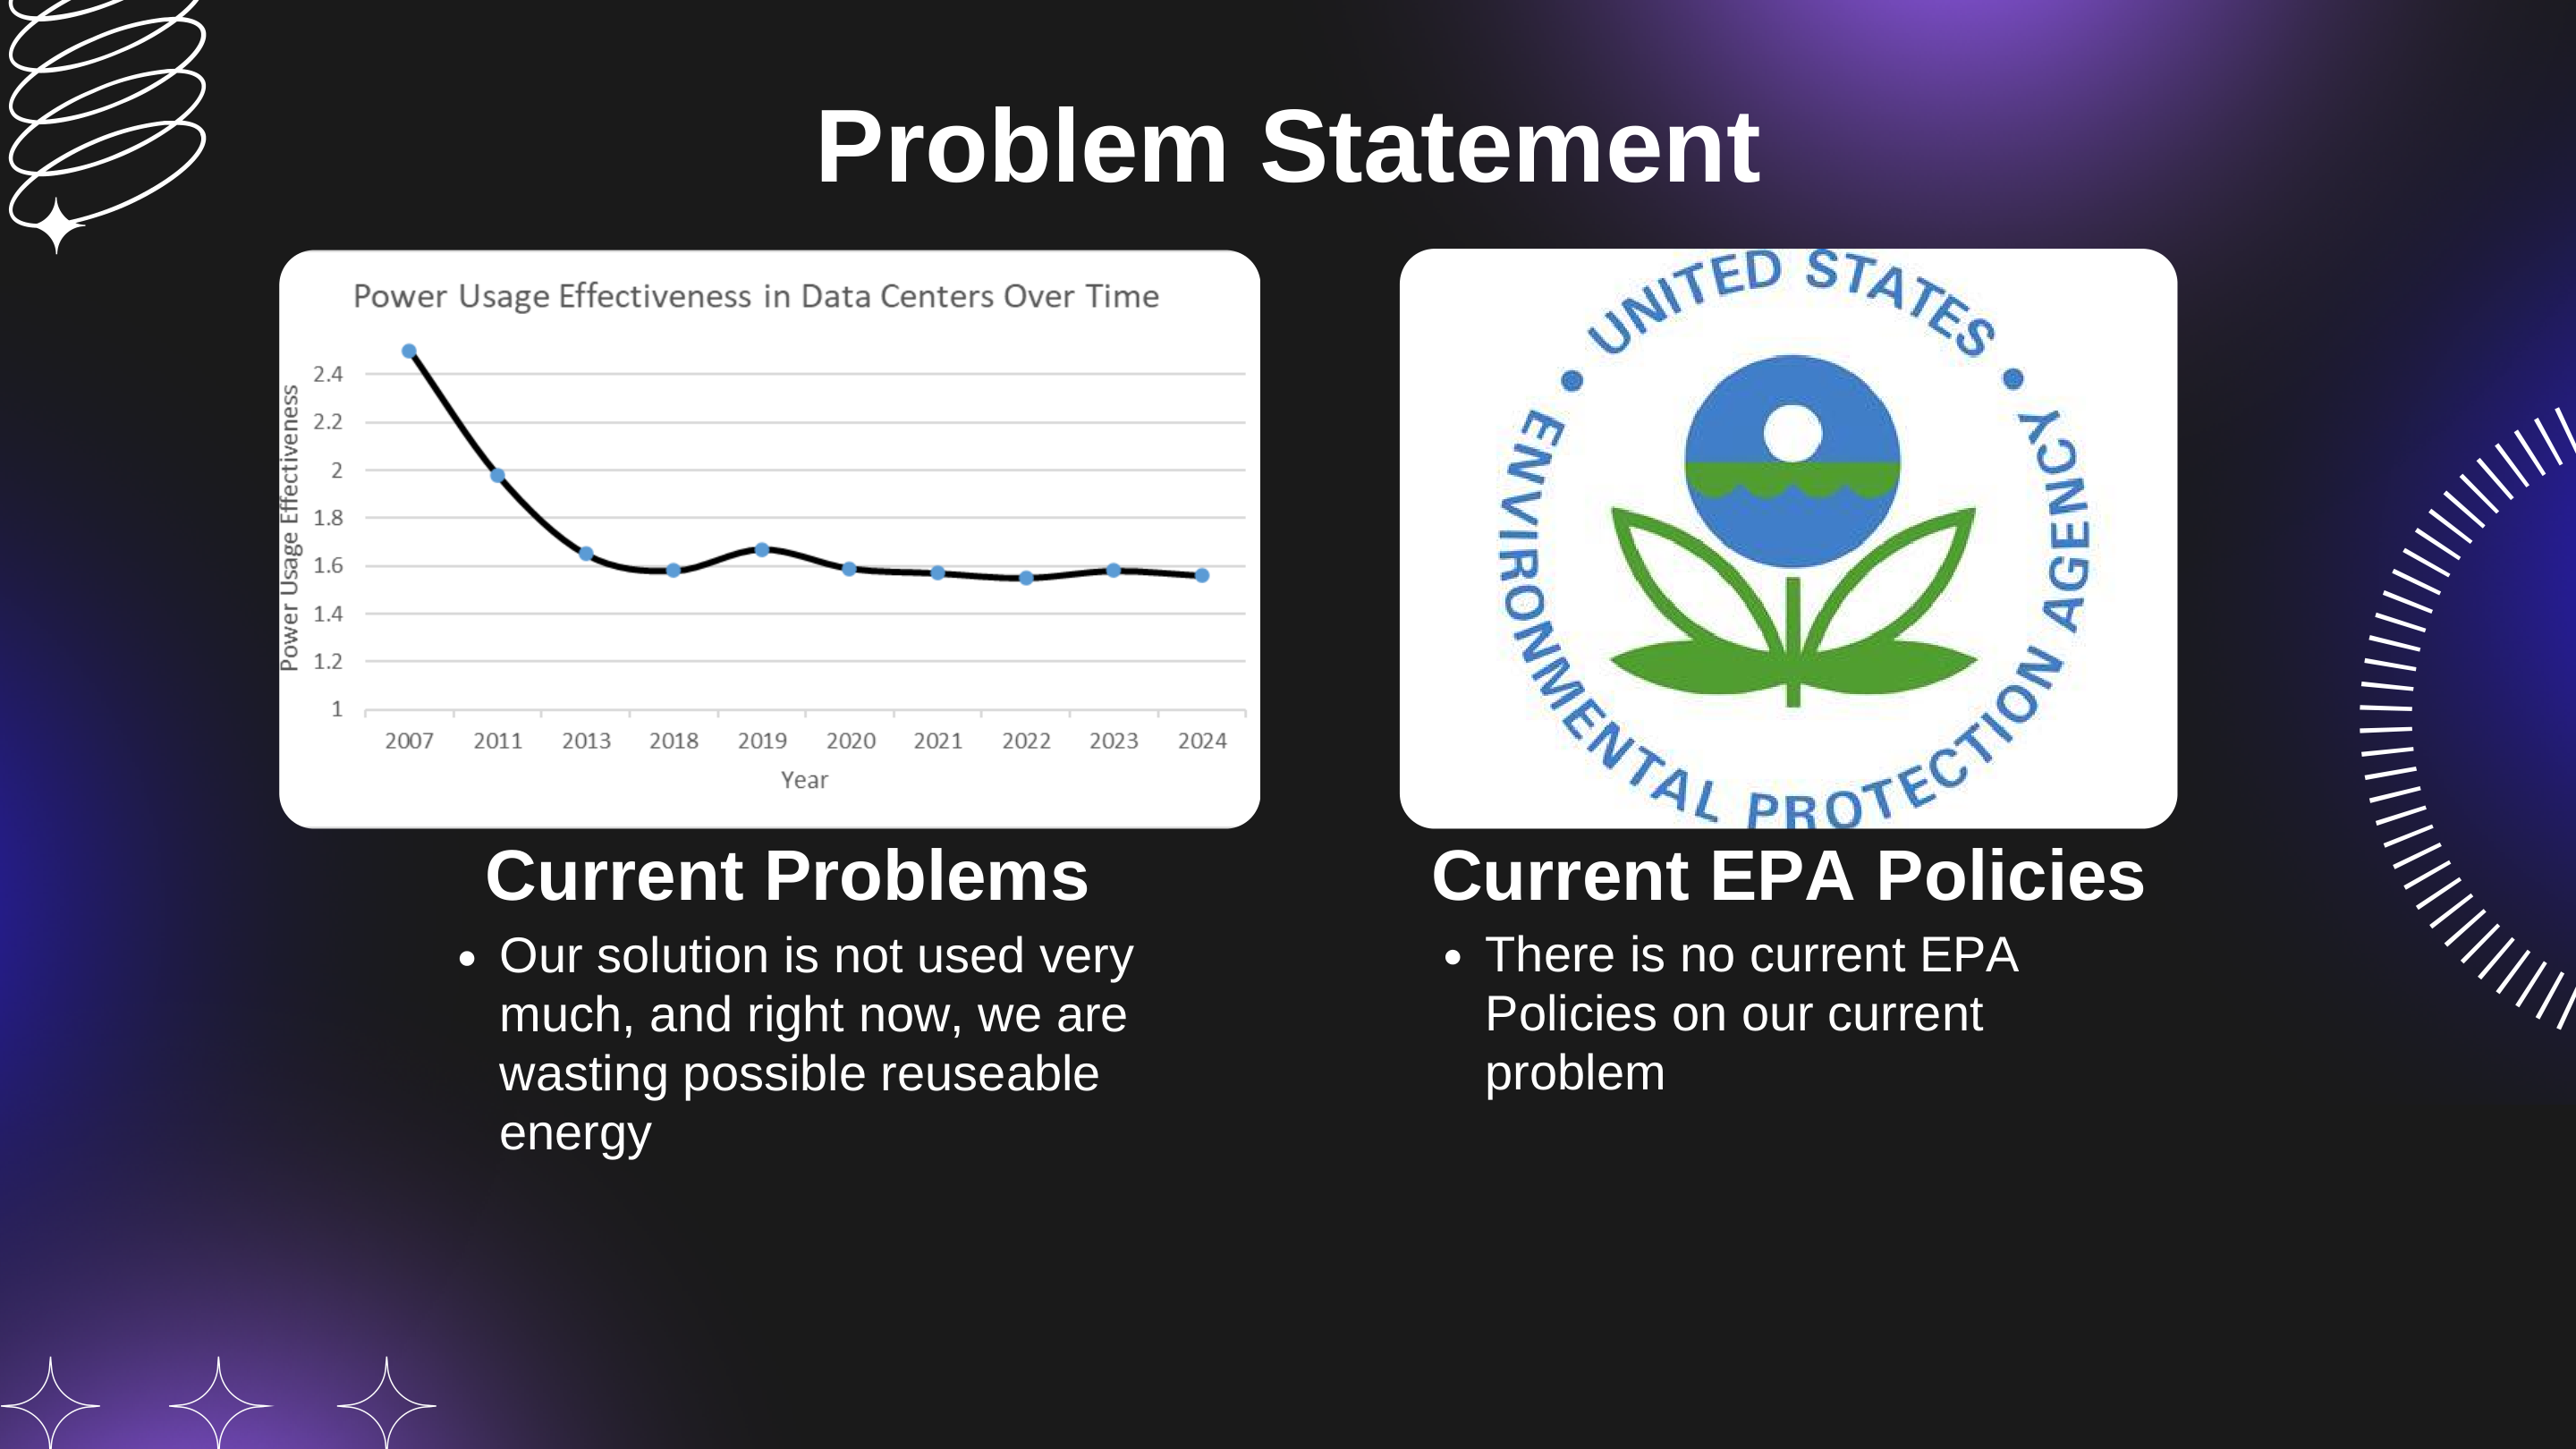 Problem Statement
Power Usage Effectiveness in Data Centers Over Time
Power Usage Effectiveness
2.4
2.2
2
1.8
1.6
1.4
1.2
1
2007 2011 2013 2018 2019 2020 2021 2022 2023 2024
Year
• UNITED STATES •
ENVIRONMENTAL PROTECTION AGENCY
Current Problems
• Our solution is not used very
much, and right now, we are
wasting possible reuseable
energy
Current EPA Policies
• There is no current EPA
Policies on our current
problem